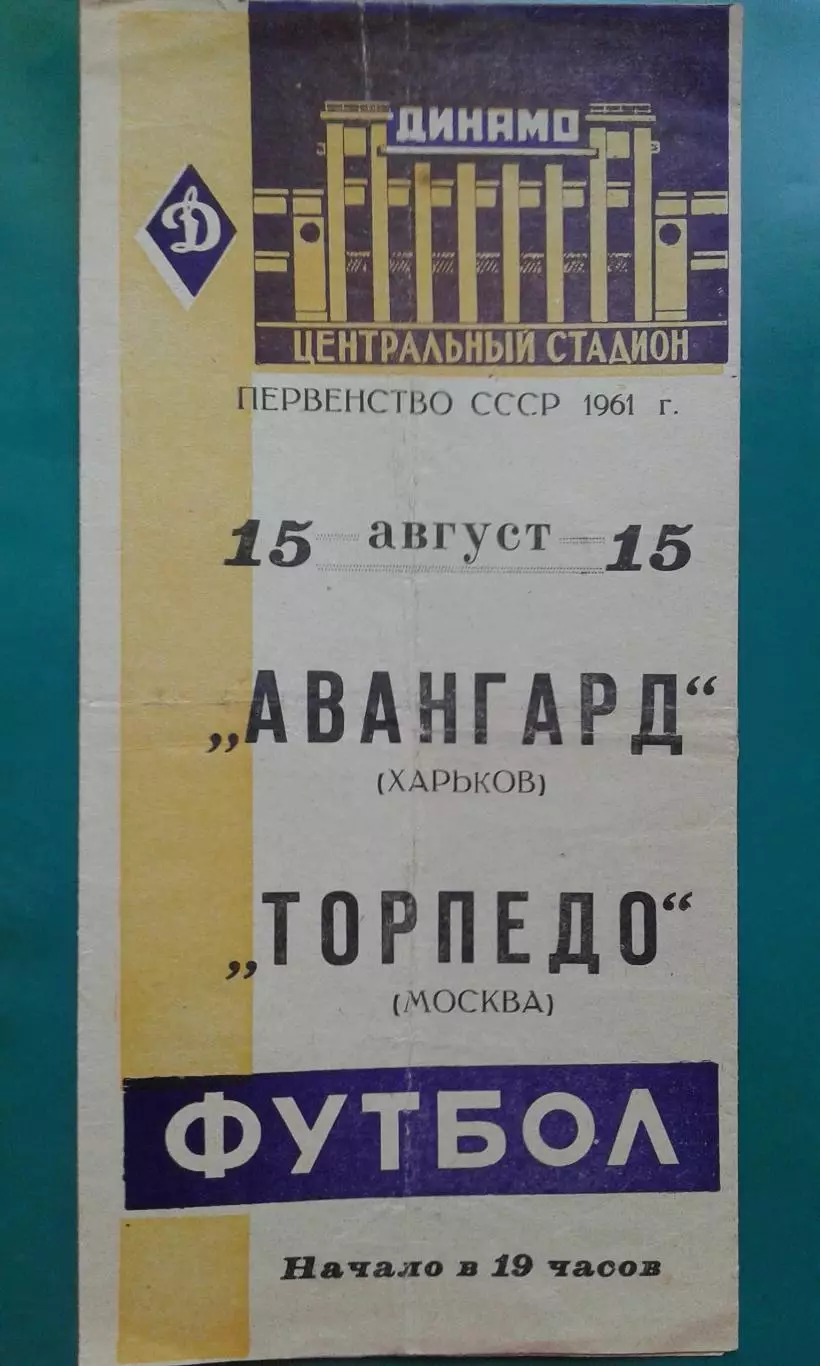 ДИНАМО
Д
ЦЕНТРАЛЬНЫЙ СТАДИОН
ПЕРВЕНСТВО СССР 1961 г.
15 август 15
„АВАНГАРД“
(ХАРЬКОВ)
„ТОРПЕДО“
(МОСКВА)
ФУТБОЛ
Начало в 19 часов